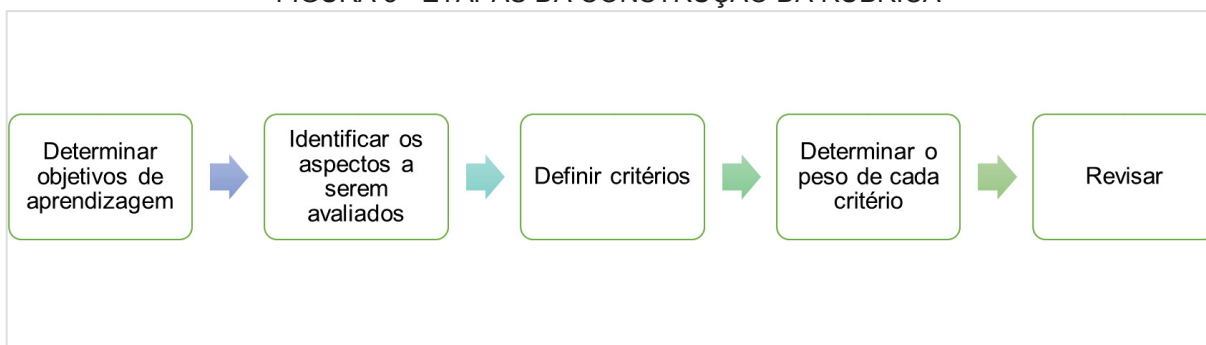 FIGURA 3 - ETAPAS DA CONSTRUÇÃO DA RUBRICA
Determinar
objetivos de
aprendizagem
Identificar os
aspectos a
serem
avaliados
Definir critérios
Determinar o
peso de cada
critério
Revisar